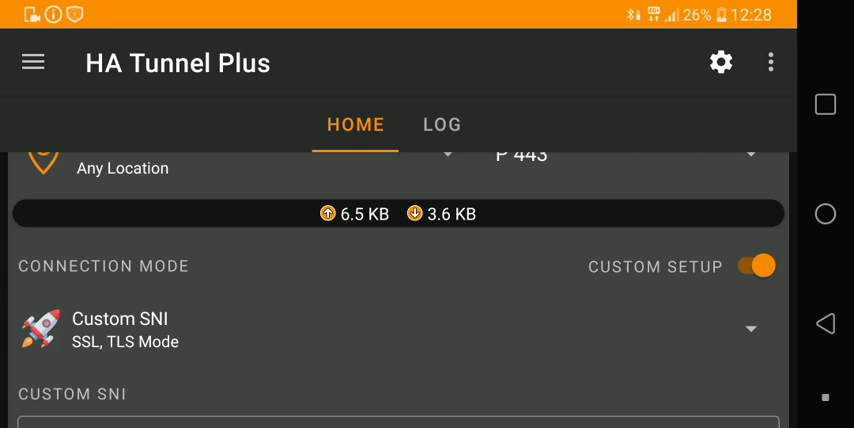 26% 12:28
HA Tunnel Plus
HOME LOG
Any Location
P 443
6.5 KB 3.6 KB
CONNECTION MODE
CUSTOM SETUP
Custom SNI
SSL, TLS Mode
CUSTOM SNI